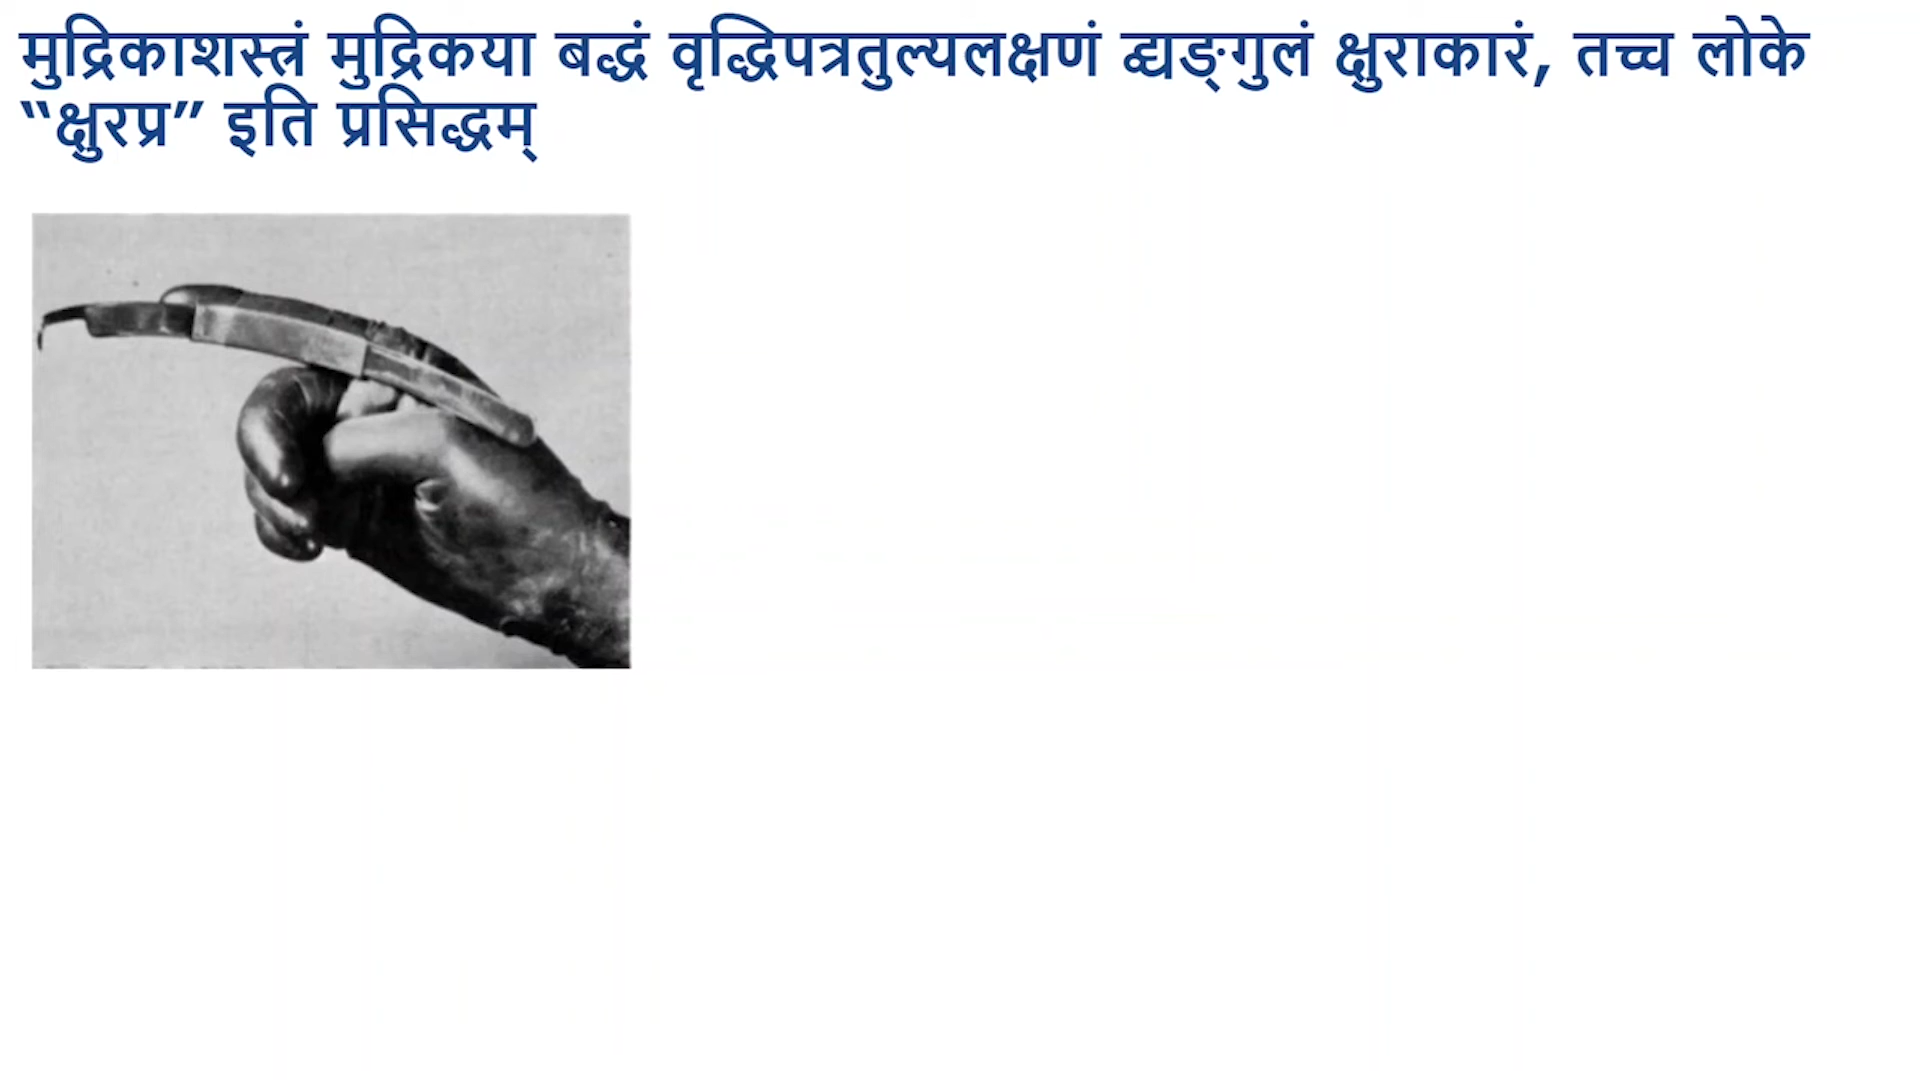 मुद्रिकाशस्त्रं मुद्रिकया बद्धं वृद्धिपत्रतुल्यलक्षणं द्व्यङ्गुलं क्षुराकारं, तच्च लोके
“क्षुरप्र” इति प्रसिद्धम्